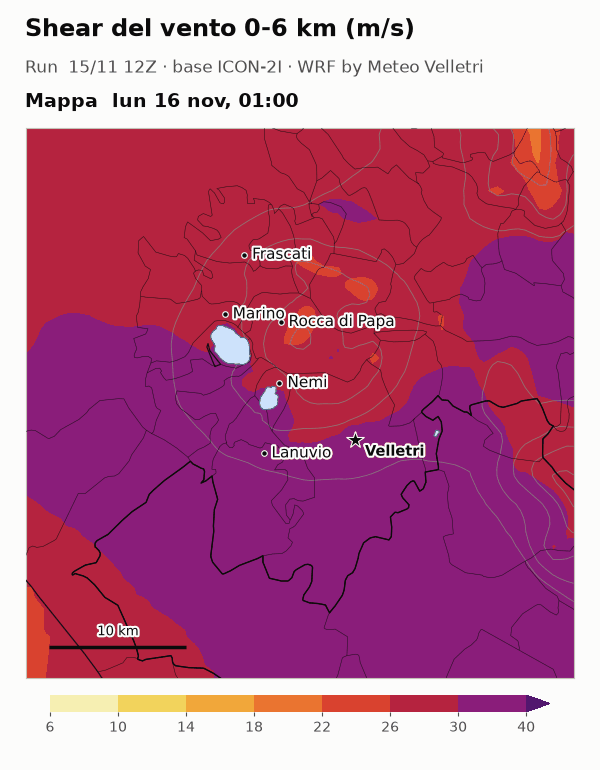 Shear del vento 0-6 km (m/s)
Run  15/11 12Z · base ICON-2I · WRF by Meteo Velletri
Mappa  lun 16 nov, 01:00
Frascati
Marino
Rocca di Papa
Nemi
Velletri
Lanuvio
10 km
6 10 14 18 22 26 30 40